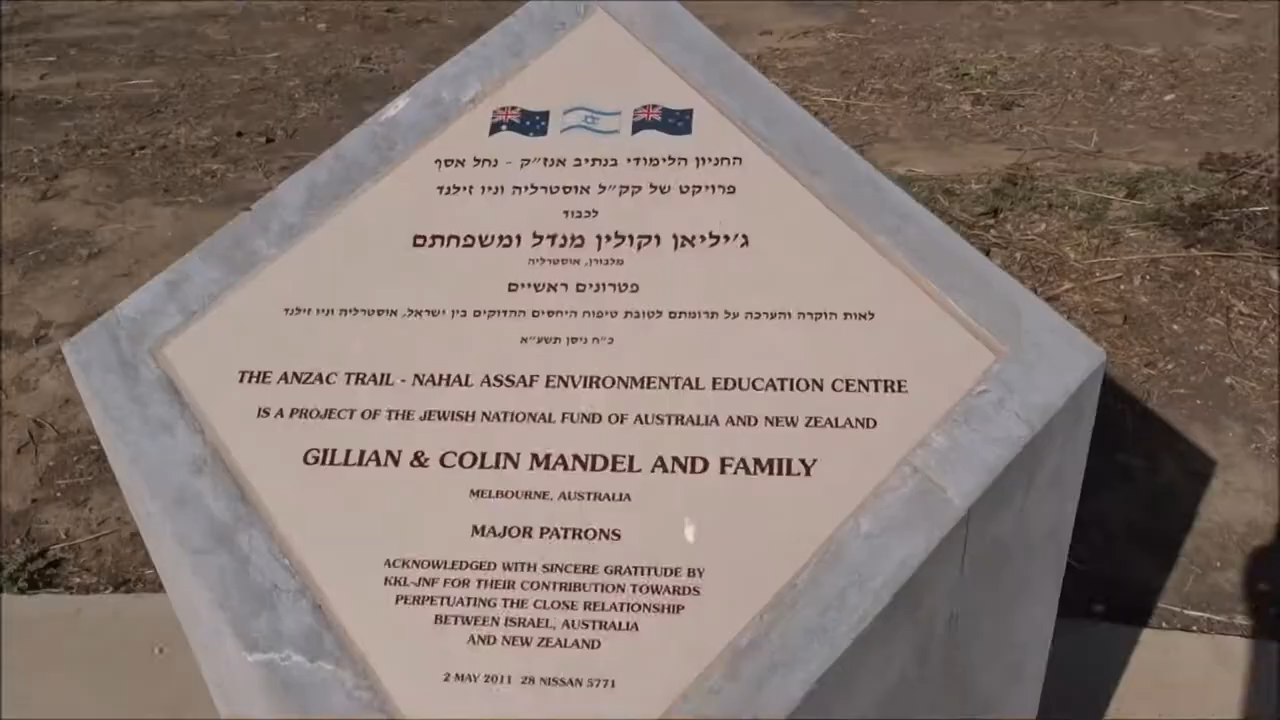 החניון הלימודי בנתיב אנז״ק - נחל אסף
פרויקט של קק״ל אוסטרליה וניו זילנד
לכבוד
ג׳יליאן וקולין מנדל ומשפחתם
מלבורן, אוסטרליה
פטרונים ראשיים
לאות הוקרה והערכה על תרומתם לטובת טיפוח היחסים ההדוקים בין ישראל, אוסטרליה וניו זילנד
כ״ח ניסן תשע״א
THE ANZAC TRAIL - NAHAL ASSAF ENVIRONMENTAL EDUCATION CENTRE
IS A PROJECT OF THE JEWISH NATIONAL FUND OF AUSTRALIA AND NEW ZEALAND
GILLIAN & COLIN MANDEL AND FAMILY
MELBOURNE, AUSTRALIA
MAJOR PATRONS
ACKNOWLEDGED WITH SINCERE GRATITUDE BY
KKL-JNF FOR THEIR CONTRIBUTION TOWARDS
PERPETUATING THE CLOSE RELATIONSHIP
BETWEEN ISRAEL, AUSTRALIA
AND NEW ZEALAND
2 MAY 2011 28 NISSAN 5771